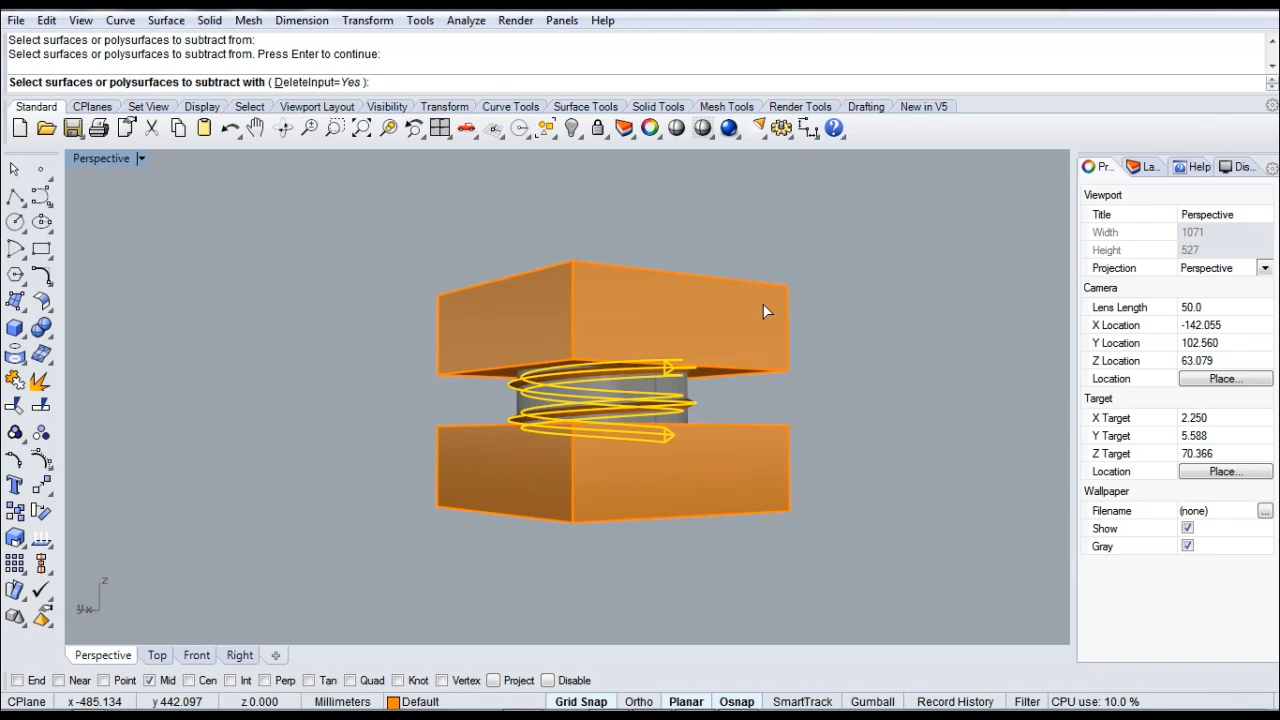 File Edit View Curve Surface Solid Mesh Dimension Transform Tools Analyze Render Panels Help
Select surfaces or polysurfaces to subtract from:
Select surfaces or polysurfaces to subtract from. Press Enter to continue:
Select surfaces or polysurfaces to subtract with ( DeleteInput=Yes ):
Standard CPlanes Set View Display Select Viewport Layout Visibility Transform Curve Tools Surface Tools Solid Tools Mesh Tools Render Tools Drafting New in V5
Perspective
Pr... La... Help Dis...
Viewport
Title Perspective
Width 1071
Height 527
Projection Perspective
Camera
Lens Length 50.0
X Location -142.055
Y Location 102.560
Z Location 63.079
Location Place...
Target
X Target 2.250
Y Target 5.588
Z Target 70.366
Location Place...
Wallpaper
Filename (none) ...
Show
Gray
z
y x
Perspective Top Front Right
End Near Point Mid Cen Int Perp Tan Quad Knot Vertex Project Disable
CPlane x -485.134 y 442.097 z 0.000 Millimeters Default Grid Snap Ortho Planar Osnap SmartTrack Gumball Record History Filter CPU use: 10.0 %